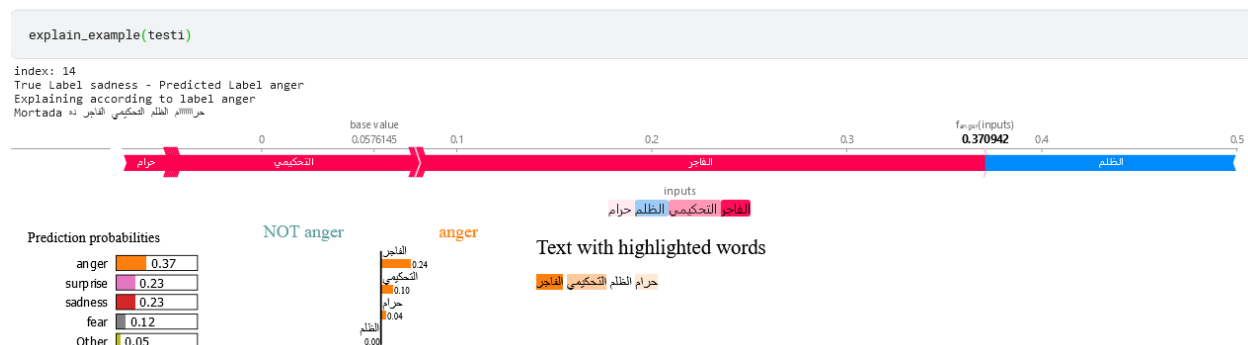 explain_example(testi)
index: 14
True Label sadness - Predicted Label anger
Explaining according to label anger
Mortada حراااااام الظلم التحكيمي الفاجر ده
base value
fanger(inputs)
0 0.0576145 0.1 0.2 0.3 0.370942 0.4 0.5
حرام التحكيمي الفاجر الظلم
inputs
حرام الظلم التحكيمي الفاجر
Prediction probabilities
anger 0.37
surprise 0.23
sadness 0.23
fear 0.12
Other 0.05
NOT anger anger
الفاجر
0.24
التحكيمي
0.10
حرام
0.04
الظلم
0.00
Text with highlighted words
حرام الظلم التحكيمي الفاجر